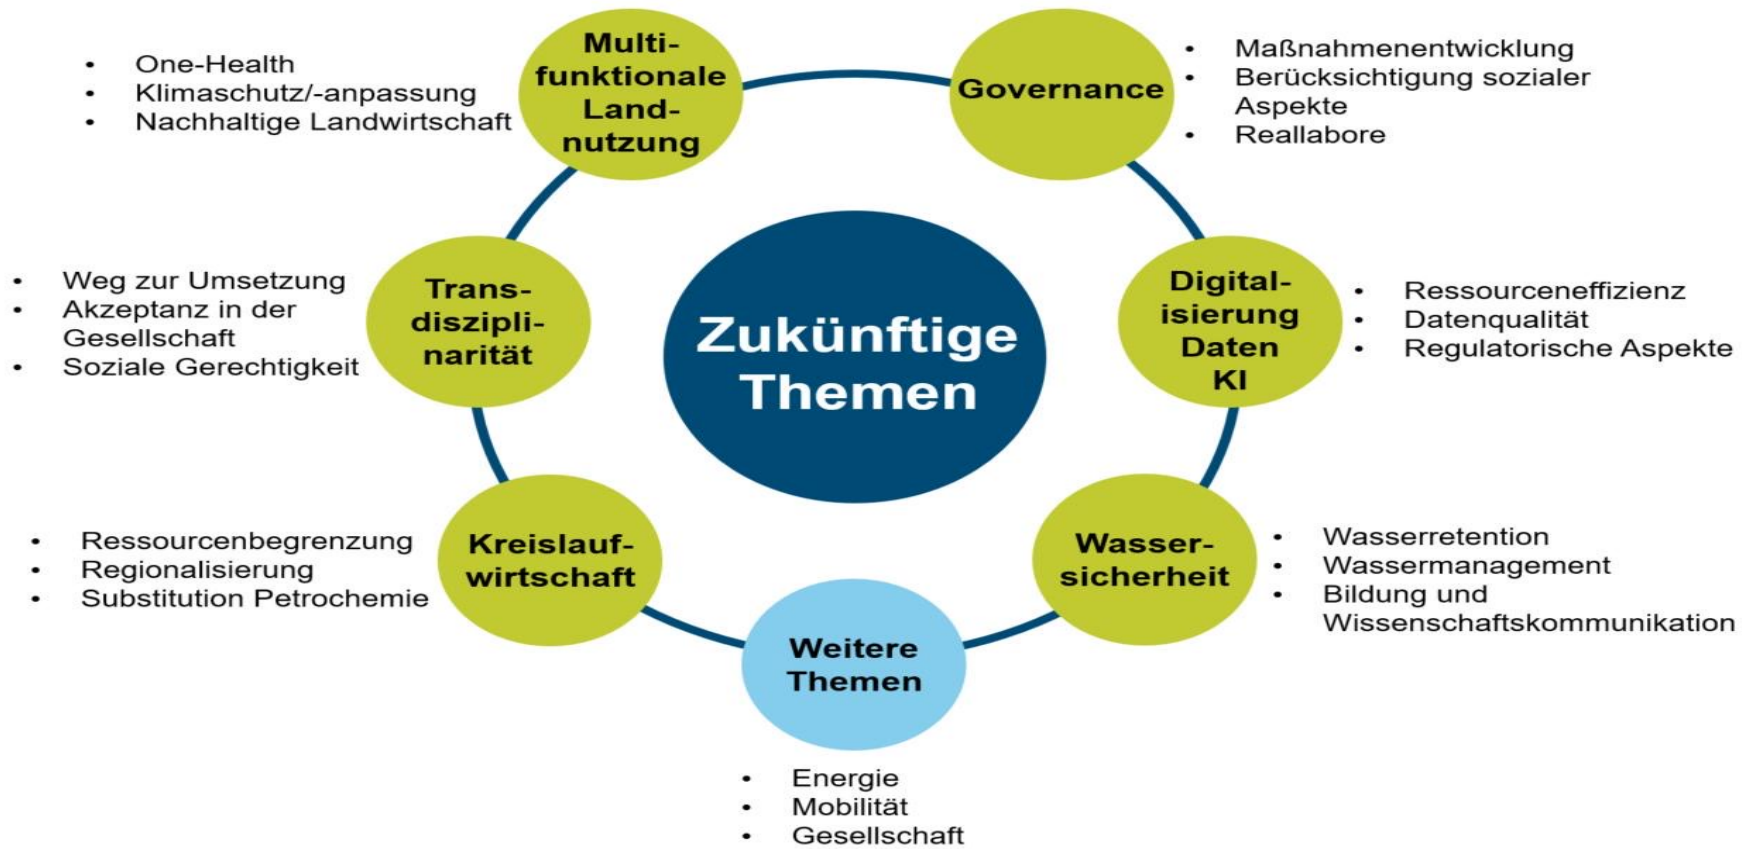 Multi-
funktionale
Land-
nutzung
• One-Health
• Klimaschutz/-anpassung
• Nachhaltige Landwirtschaft
Governance
• Maßnahmenentwicklung
• Berücksichtigung sozialer
Aspekte
• Reallabore
Trans-
diszipli-
narität
• Weg zur Umsetzung
• Akzeptanz in der
Gesellschaft
• Soziale Gerechtigkeit
Zukünftige
Themen
Digital-
isierung
Daten
KI
• Ressourceneffizienz
• Datenqualität
• Regulatorische Aspekte
Kreislauf-
wirtschaft
• Ressourcenbegrenzung
• Regionalisierung
• Substitution Petrochemie
Wasser-
sicherheit
• Wasserretention
• Wassermanagement
• Bildung und
Wissenschaftskommunikation
Weitere
Themen
• Energie
• Mobilität
• Gesellschaft